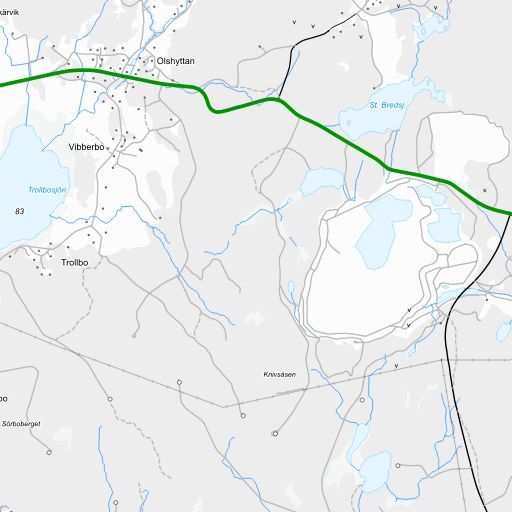 Olshyttan
St. Bredsj.
Vibberbo
Trollbosjön
83
Trollbo
Knivsåsen
Sörboberget